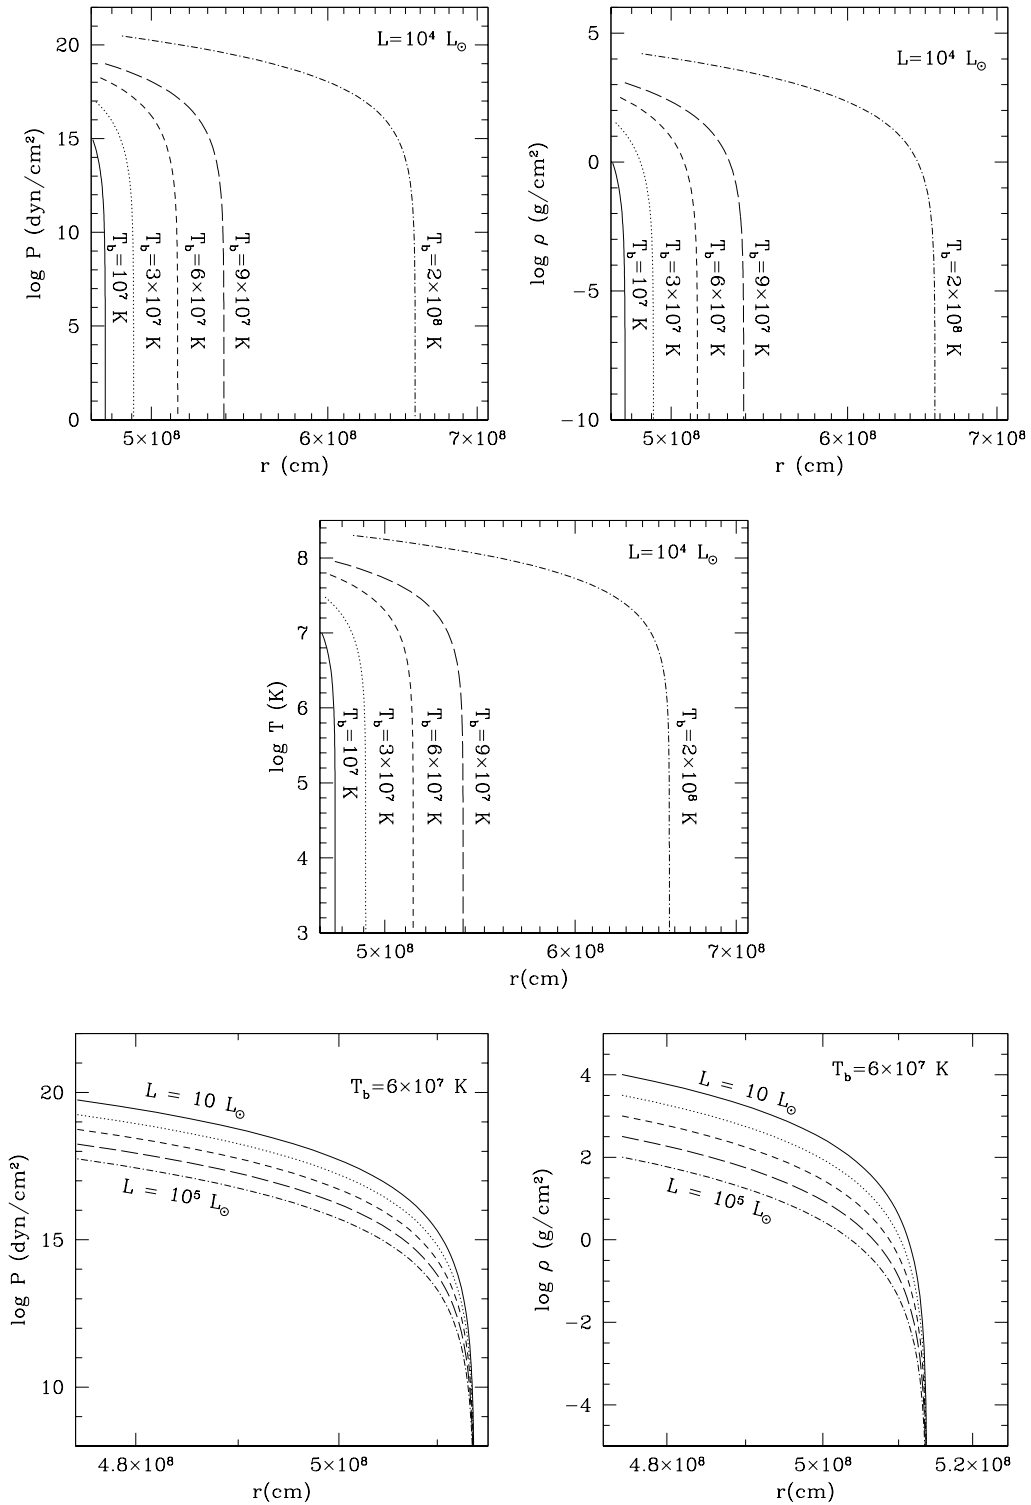 L=10⁴ L☉
20
15
10
5
0
log P (dyn/cm²)
T_b=10⁷ K
T_b=3×10⁷ K
T_b=6×10⁷ K
T_b=9×10⁷ K
T_b=2×10⁸ K
5×10⁸ 6×10⁸ 7×10⁸
r (cm)
L=10⁴ L☉
5
0
−5
−10
log ρ (g/cm²)
T_b=10⁷ K
T_b=3×10⁷ K
T_b=6×10⁷ K
T_b=9×10⁷ K
T_b=2×10⁸ K
5×10⁸ 6×10⁸ 7×10⁸
r (cm)
L=10⁴ L☉
8
7
6
5
4
3
log T (K)
T_b=10⁷ K
T_b=3×10⁷ K
T_b=6×10⁷ K
T_b=9×10⁷ K
T_b=2×10⁸ K
5×10⁸ 6×10⁸ 7×10⁸
r(cm)
T_b=6×10⁷ K
L = 10 L☉
L = 10⁵ L☉
20
15
10
log P (dyn/cm²)
4.8×10⁸ 5×10⁸
r(cm)
T_b=6×10⁷ K
L = 10 L☉
L = 10⁵ L☉
4
2
0
−2
−4
log ρ (g/cm²)
4.8×10⁸ 5×10⁸ 5.2×10⁸
r(cm)